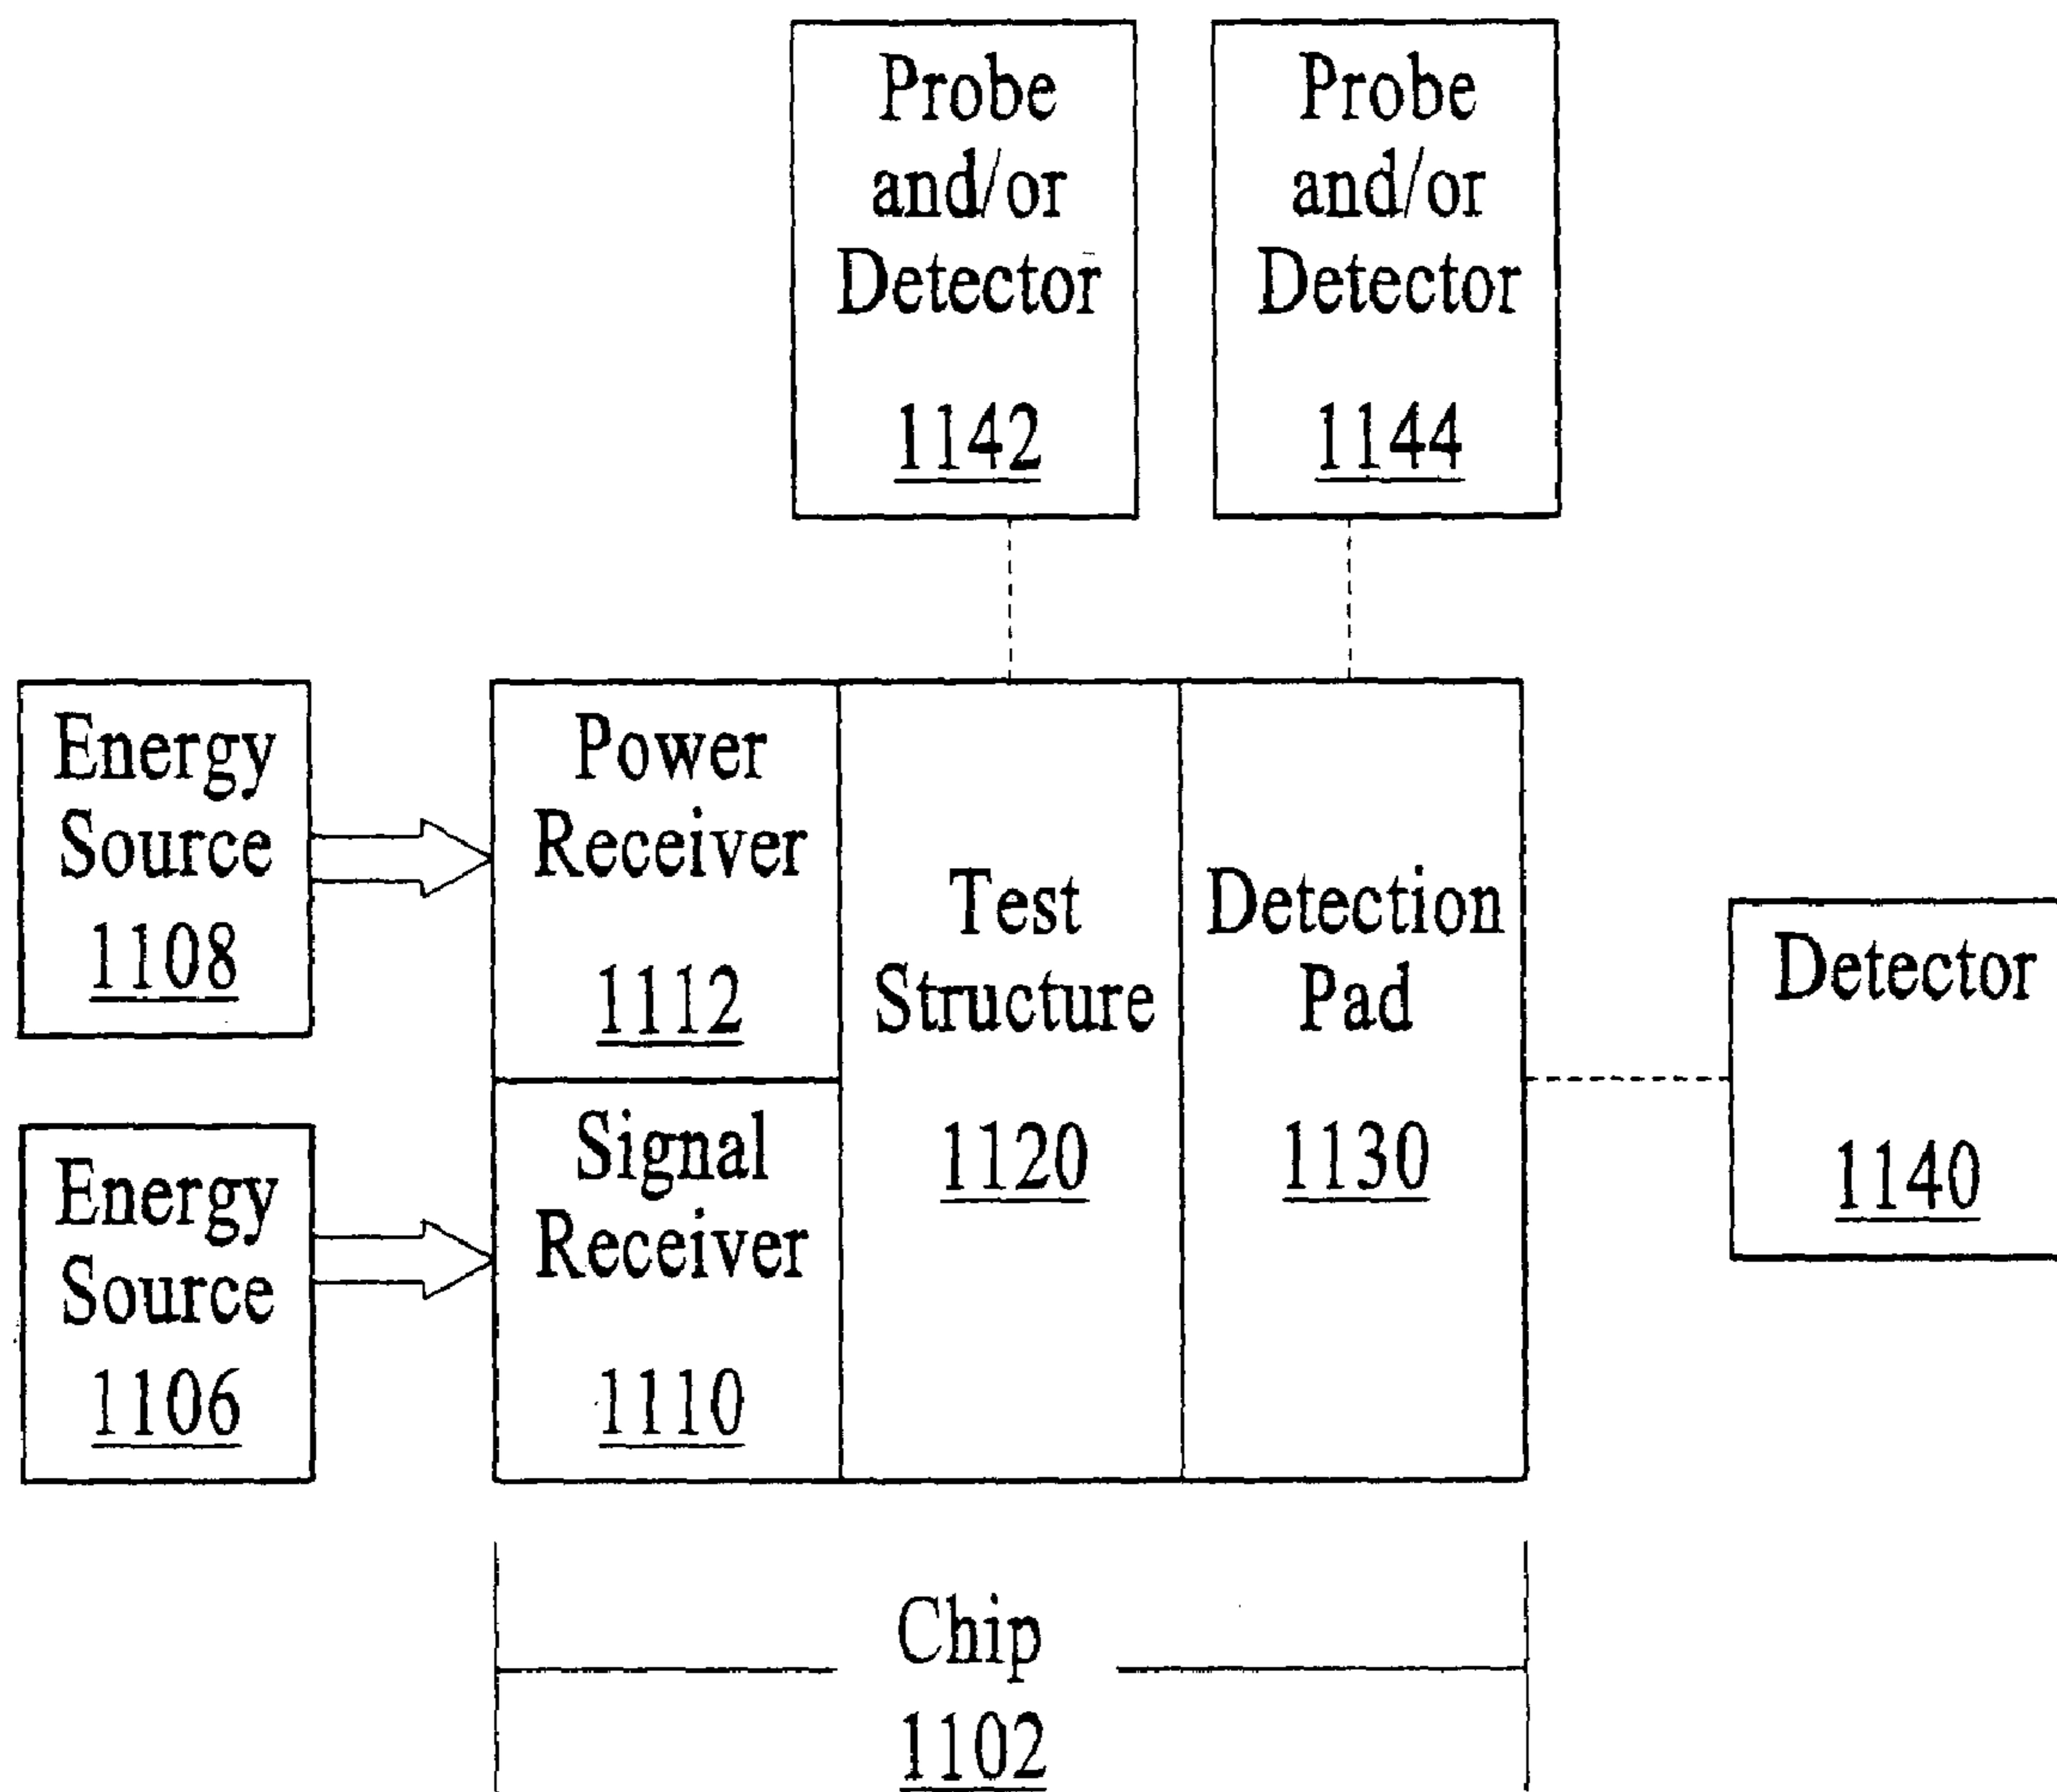 Probe
and/or
Detector
1142
Probe
and/or
Detector
1144
Energy
Source
1108
Power
Receiver
1112
Energy
Source
1106
Signal
Receiver
1110
Test
Structure
1120
Detection
Pad
1130
Detector
1140
Chip
1102